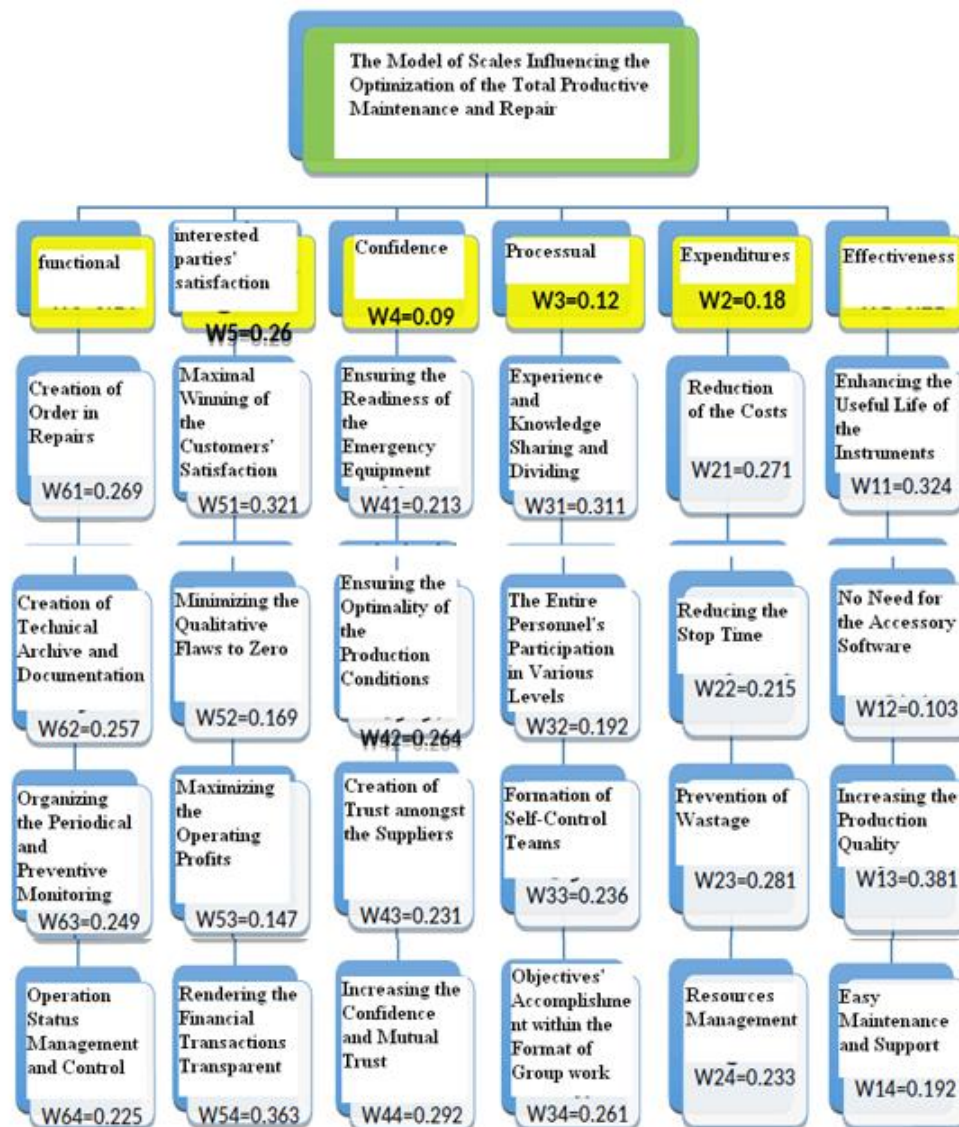 The Model of Scales Influencing the
Optimization of the Total Productive
Maintenance and Repair
functional
interested
parties'
satisfaction
W5=0.26
Confidence
W4=0.09
Processual
W3=0.12
Expenditures
W2=0.18
Effectiveness
Creation of
Order in
Repairs
W61=0.269
Maximal
Winning of
the
Customers'
Satisfaction
W51=0.321
Ensuring the
Readiness of
the
Emergency
Equipment
W41=0.213
Experience
and
Knowledge
Sharing and
Dividing
W31=0.311
Reduction
of the Costs
W21=0.271
Enhancing the
Useful Life of
the
Instruments
W11=0.324
Creation of
Technical
Archive and
Documentation
W62=0.257
Minimizing the
Qualitative
Flaws to Zero
W52=0.169
Ensuring the
Optimality of
the
Production
Conditions
W42=0.264
The Entire
Personnel's
Participation
in Various
Levels
W32=0.192
Reducing the
Stop Time
W22=0.215
No Need for
the Accessory
Software
W12=0.103
Organizing
the Periodical
and
Preventive
Monitoring
W63=0.249
Maximizing
the
Operating
Profits
W53=0.147
Creation of
Trust amongst
the Suppliers
W43=0.231
Formation of
Self-Control
Teams
W33=0.236
Prevention of
Wastage
W23=0.281
Increasing the
Production
Quality
W13=0.381
Operation
Status
Management
and Control
W64=0.225
Rendering the
Financial
Transactions
Transparent
W54=0.363
Increasing the
Confidence
and Mutual
Trust
W44=0.292
Objectives'
Accomplishme
nt within the
Format of
Group work
W34=0.261
Resources
Management
W24=0.233
Easy
Maintenance
and Support
W14=0.192